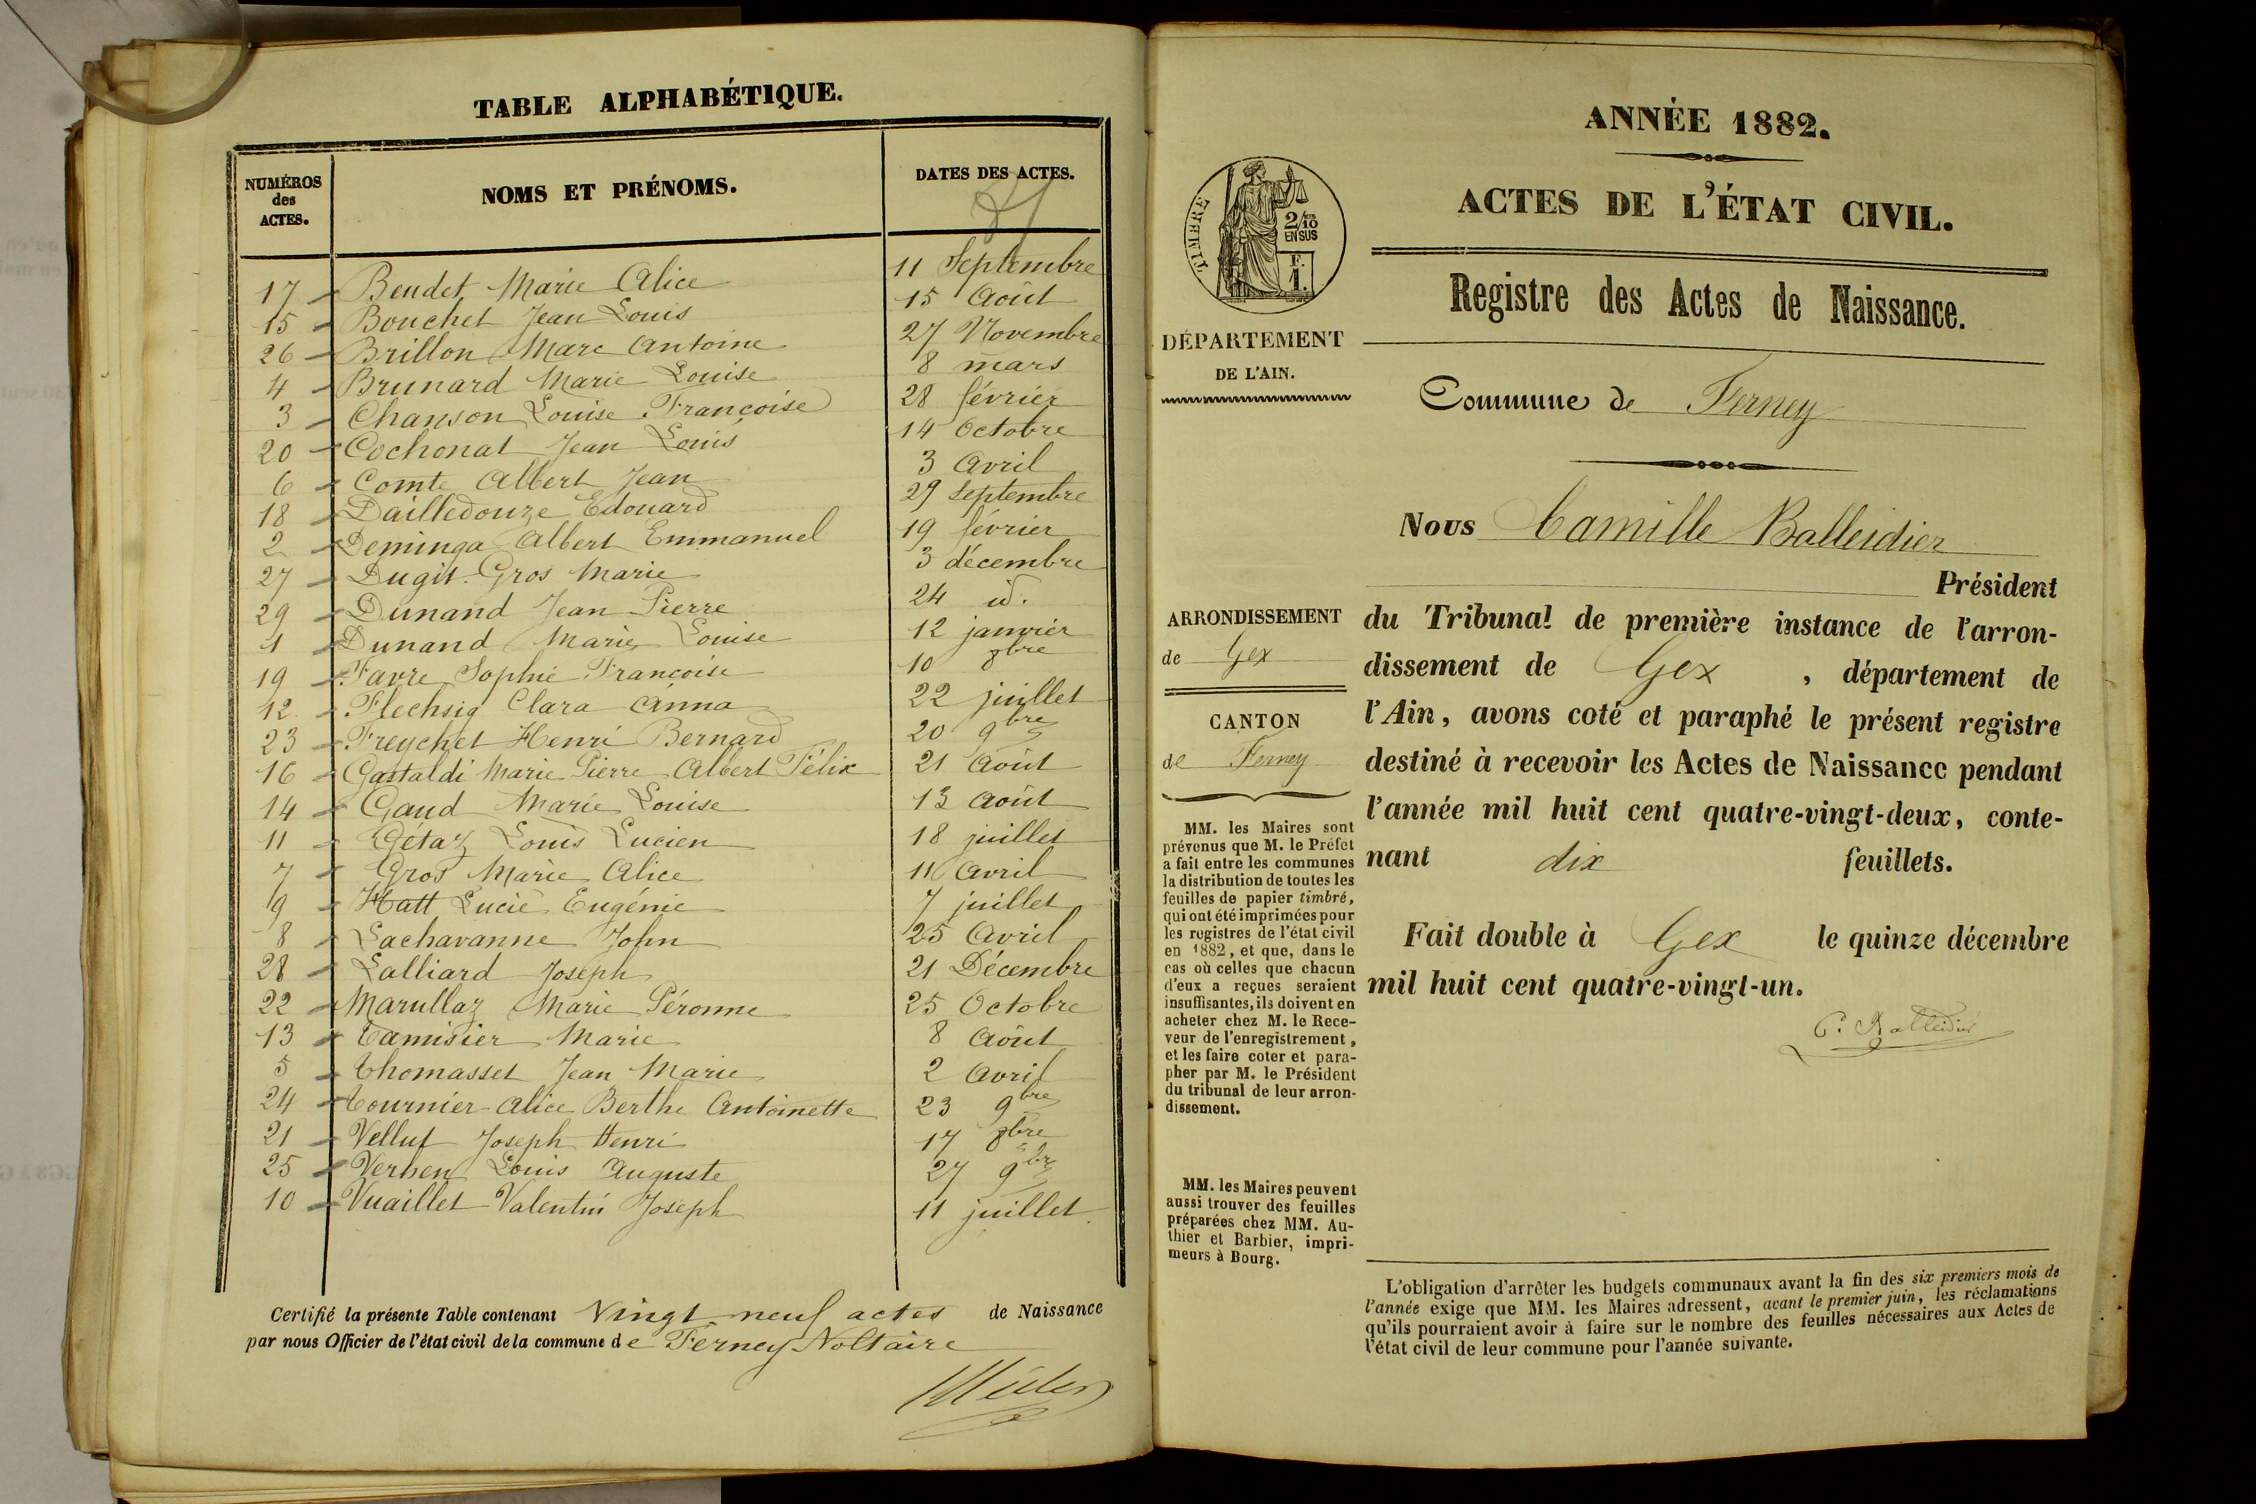 TABLE ALPHABÉTIQUE.
NUMÉROS
des
ACTES.
NOMS ET PRÉNOMS.
DATES DES ACTES.
17 Beudet Marie Alice 11 Septembre
15 Bouchet Jean Louis 15 Août
26 Brillon Marc Antoine 27 Novembre
4 Brunard Marie Louise 8 mars
3 Chanson Louise Françoise 28 février
20 Cochonat Jean Louis 14 Octobre
6 Comte Albert Jean 3 Avril
18 Dailledouze Edouard 29 Septembre
2 Deminga Albert Emmanuel 19 février
27 Dugit-Gros Marie 3 décembre
29 Dunand Jean Pierre 24 id.
1 Dunand Marie Louise 12 janvier
19 Favre Sophie Françoise 10 8bre
12 Flechsig Clara Anna 22 juillet
23 Freychet Henri Bernard 20 9bre
16 Gastaldi Marie Pierre Albert Félix 21 Août
14 Gaud Marie Louise 13 Août
11 Gétaz Louis Lucien 18 juillet
7 Gros Marie Alice 11 Avril
9 Hatt Lucie Eugénie 7 juillet
8 Lachavanne John 25 Avril
28 Lalliard Joseph 21 Décembre
22 Marullaz Marie Péronne 25 Octobre
13 Tamisier Marie 8 Août
5 Thomasset Jean Marie 2 Avril
24 Tournier Alice Berthe Antoinette 23 9bre
21 Velluf Joseph Henri 17 8bre
25 Louis Auguste 27 9bre
10 Vuaillet Valentin Joseph 11 juillet
Certifié la présente Table contenant Vingt neuf actes de Naissance
par nous Officier de l'état civil de la commune de Ferney Voltaire
ANNÉE 1882.
ACTES DE L'ÉTAT CIVIL.
TIMBRE
2/10
EN SUS
F.
1.
Registre des Actes de Naissance.
DÉPARTEMENT
DE L'AIN.
Commune de Ferney
Nous Camille Balleidier
Président
ARRONDISSEMENT
de Gex
CANTON
de Ferney
du Tribunal de première instance de l'arron-
dissement de Gex , département de
l'Ain, avons coté et paraphé le présent registre
destiné à recevoir les Actes de Naissance pendant
l'année mil huit cent quatre-vingt-deux, conte-
nant dix feuillets.
Fait double à Gex le quinze décembre
mil huit cent quatre-vingt-un.
C. Balleidier
MM. les Maires sont
prévenus que M. le Préfet
a fait entre les communes
la distribution de toutes les
feuilles de papier timbré,
qui ont été imprimées pour
les registres de l'état civil
en 1882, et que, dans le
cas où celles que chacun
d'eux a reçues seraient
insuffisantes, ils doivent en
acheter chez M. le Rece-
veur de l'enregistrement,
et les faire coter et para-
pher par M. le Président
du tribunal de leur arron-
dissement.
MM. les Maires peuvent
aussi trouver des feuilles
préparées chez MM. Au-
thier et Barbier, impri-
meurs à Bourg.
L'obligation d'arrêter les budgets communaux avant la fin des six premiers mois de
l'année exige que MM. les Maires adressent, avant le premier juin, les réclamations
qu'ils pourraient avoir à faire sur le nombre des feuilles nécessaires aux Actes de
l'état civil de leur commune pour l'année suivante.